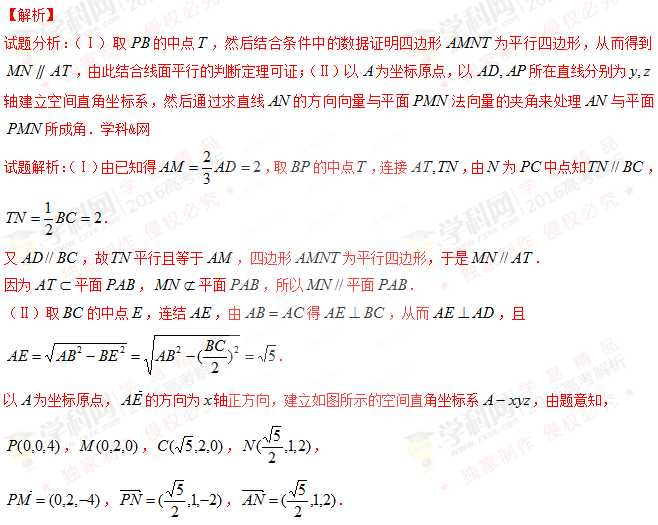 【解析】
试题分析:(Ⅰ)取PB的中点T,然后结合条件中的数据证明四边形AMNT为平行四边形,从而得到
MN∥AT,由此结合线面平行的判断定理可证;(Ⅱ)以A为坐标原点,以AD,AP所在直线分别为y,z
轴建立空间直角坐标系,然后通过求直线AN的方向向量与平面PMN法向量的夹角来处理AN与平面
PMN所成角.学科&网
试题解析:(Ⅰ)由已知得AM=2/3AD=2,取BP的中点T,连接AT,TN,由N为PC中点知TN//BC,
TN=1/2BC=2.
又AD//BC,故TN平行且等于AM,四边形AMNT为平行四边形,于是MN//AT.
因为AT⊂平面PAB,MN⊄平面PAB,所以MN//平面PAB.
(Ⅱ)取BC的中点E,连结AE,由AB=AC得AE⊥BC,从而AE⊥AD,且
AE=√(AB²-BE²)=√(AB²-(BC/2)²)=√5.
以A为坐标原点,AE的方向为x轴正方向,建立如图所示的空间直角坐标系A-xyz,由题意知,
P(0,0,4),M(0,2,0),C(√5,2,0),N(√5/2,1,2),
PM=(0,2,-4),PN=(√5/2,1,-2),AN=(√5/2,1,2).